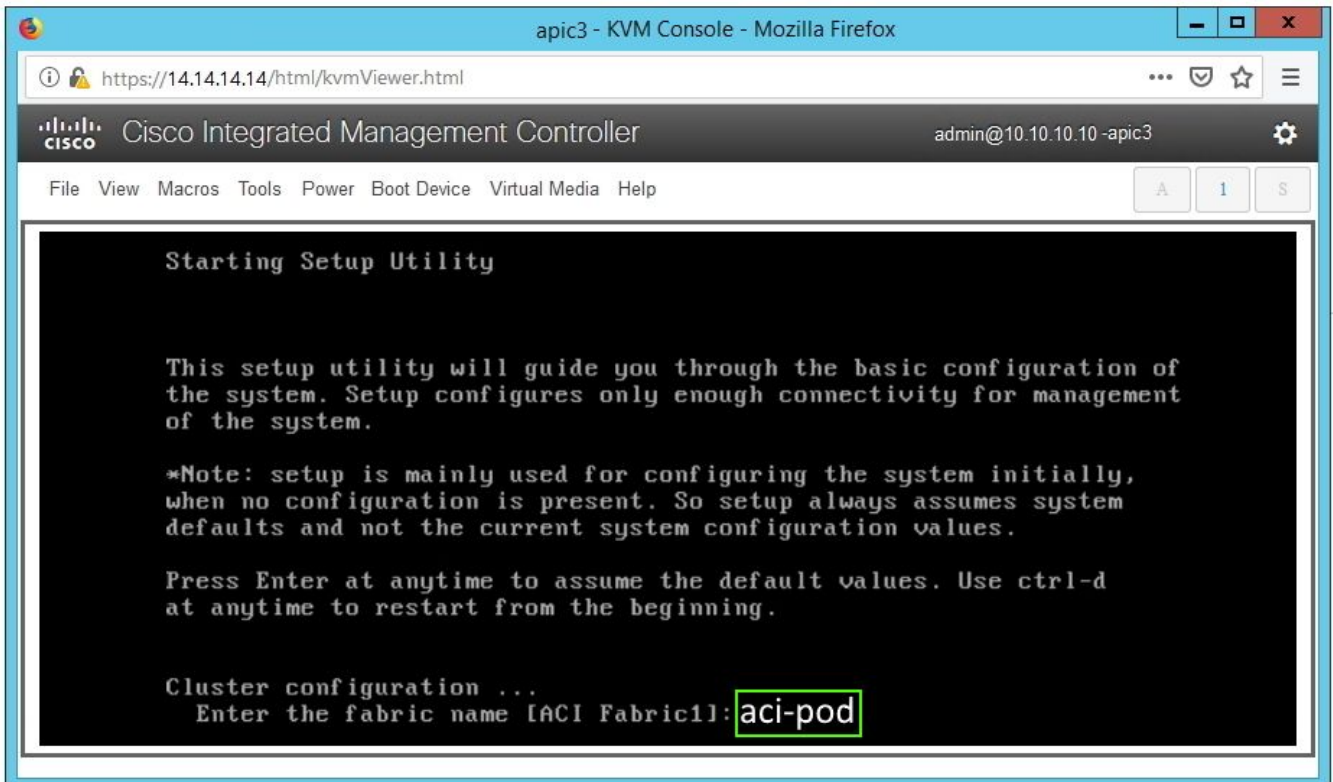 apic3 - KVM Console - Mozilla Firefox
https://14.14.14.14/html/kvmViewer.html
CISCO Cisco Integrated Management Controller admin@10.10.10.10 -apic3
File View Macros Tools Power Boot Device Virtual Media Help A 1 S
Starting Setup Utility
This setup utility will guide you through the basic configuration of
the system. Setup configures only enough connectivity for management
of the system.
*Note: setup is mainly used for configuring the system initially,
when no configuration is present. So setup always assumes system
defaults and not the current system configuration values.
Press Enter at anytime to assume the default values. Use ctrl-d
at anytime to restart from the beginning.
Cluster configuration ...
Enter the fabric name [ACI Fabric1]: aci-pod